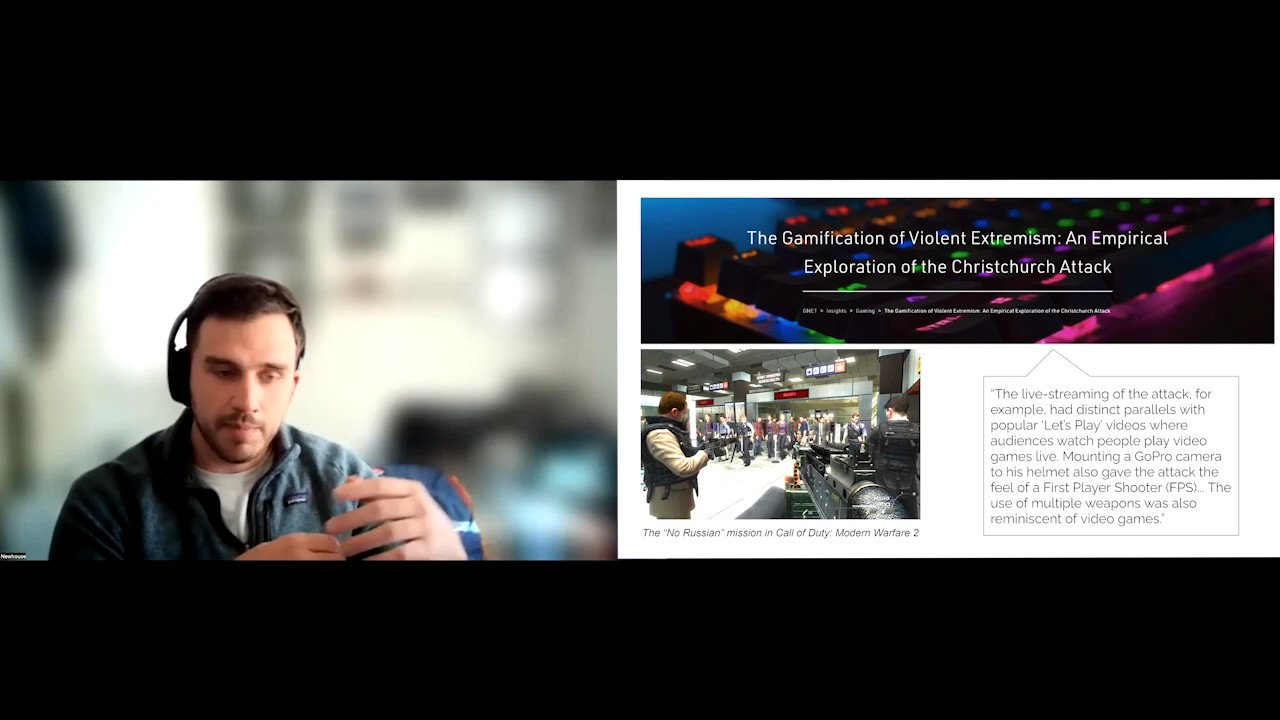 Newhouse
The Gamification of Violent Extremism: An Empirical
Exploration of the Christchurch Attack
GNET > Insights > Gaming > The Gamification of Violent Extremism: An Empirical Exploration of the Christchurch Attack
The “No Russian” mission in Call of Duty: Modern Warfare 2
“The live-streaming of the attack, for
example, had distinct parallels with
popular ‘Let’s Play’ videos where
audiences watch people play video
games live. Mounting a GoPro camera
to his helmet also gave the attack the
feel of a First Player Shooter (FPS)... The
use of multiple weapons was also
reminiscent of video games.”